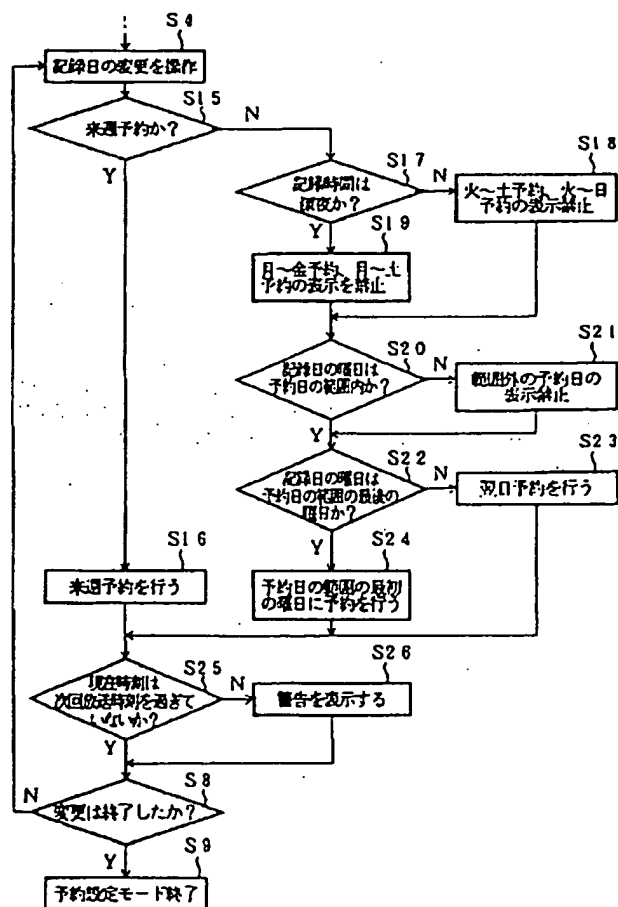 S4
記録日の変更を操作
S15
来週予約か？
N
Y
S17
記録時間は
深夜か？
N
Y
S18
火～土予約、火～日
予約の表示禁止
S19
月～金予約、月～土
予約の表示を禁止
S20
記録日の曜日は
予約日の範囲内か？
N
Y
S21
範囲外の予約日の
表示禁止
S22
記録日の曜日は
予約日の範囲の最後の
曜日か？
N
Y
S23
翌日予約を行う
S16
来週予約を行う
S24
予約日の範囲の最初
の曜日に予約を行う
S25
現在時刻は
次回放送時刻を過ぎて
いないか？
N
Y
S26
警告を表示する
S8
変更は終了したか？
N
Y
S9
予約設定モード終了